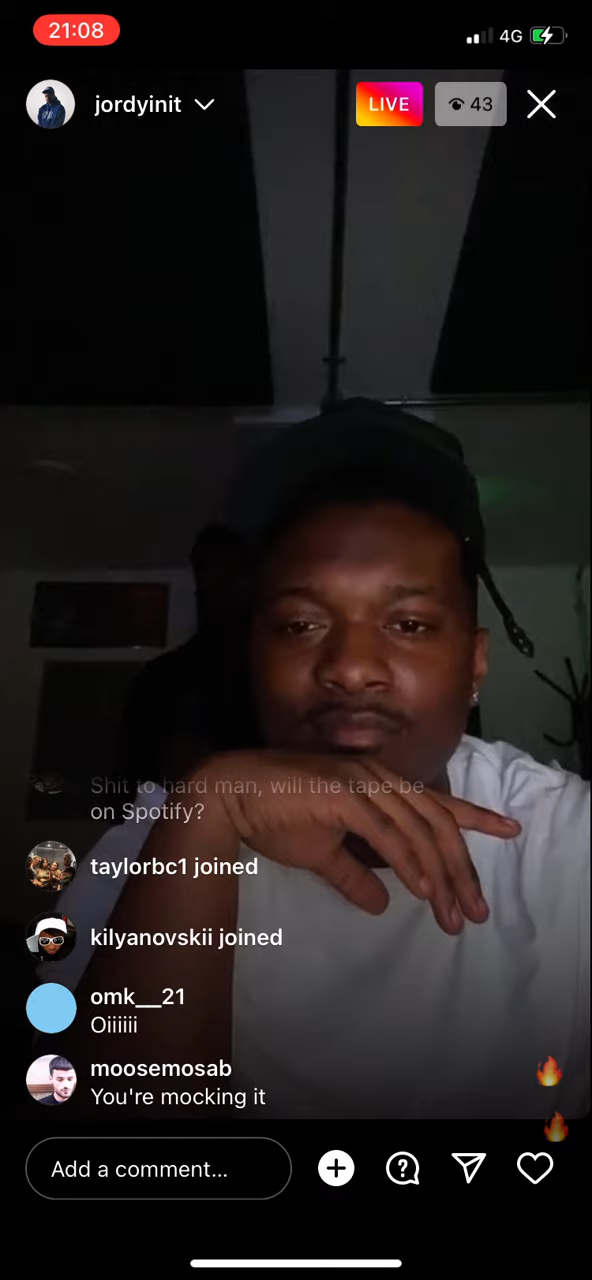 21:08
4G
jordyinit
LIVE
43
Shit to hard man, will the tape be
on Spotify?
taylorbc1 joined
kilyanovskii joined
omk__21
Oiiiiii
moosemosab
You're mocking it
Add a comment...